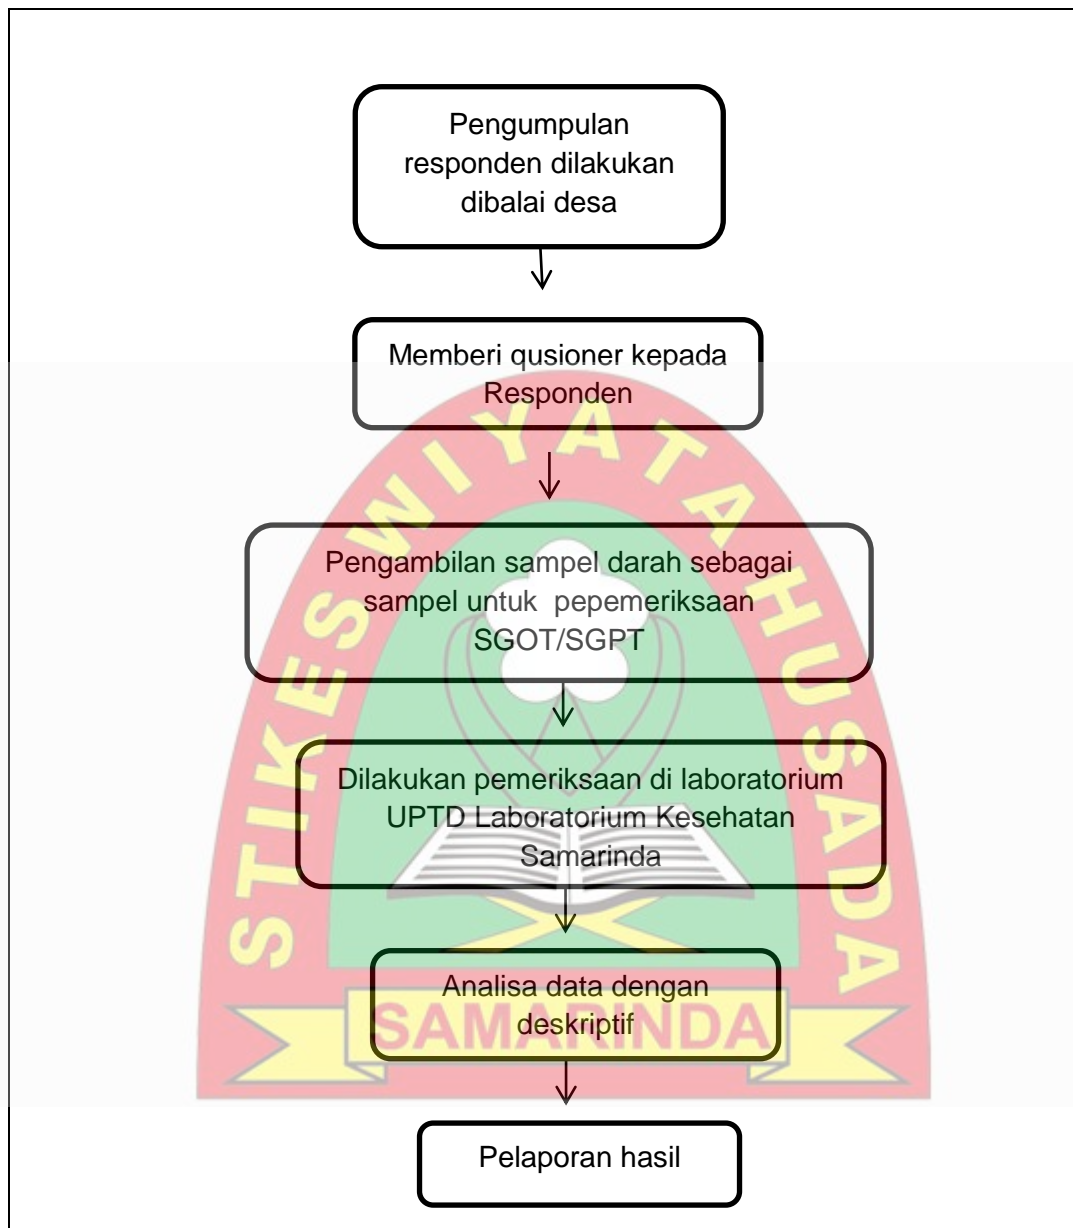 Pengumpulan
responden dilakukan
dibalai desa
Memberi qusioner kepada
Responden
Pengambilan sampel darah sebagai
sampel untuk  pepemeriksaan
SGOT/SGPT
Dilakukan pemeriksaan di laboratorium
UPTD Laboratorium Kesehatan
Samarinda
Analisa data dengan
deskriptif
Pelaporan hasil
STIKES WIYATA HUSADA
SAMARINDA